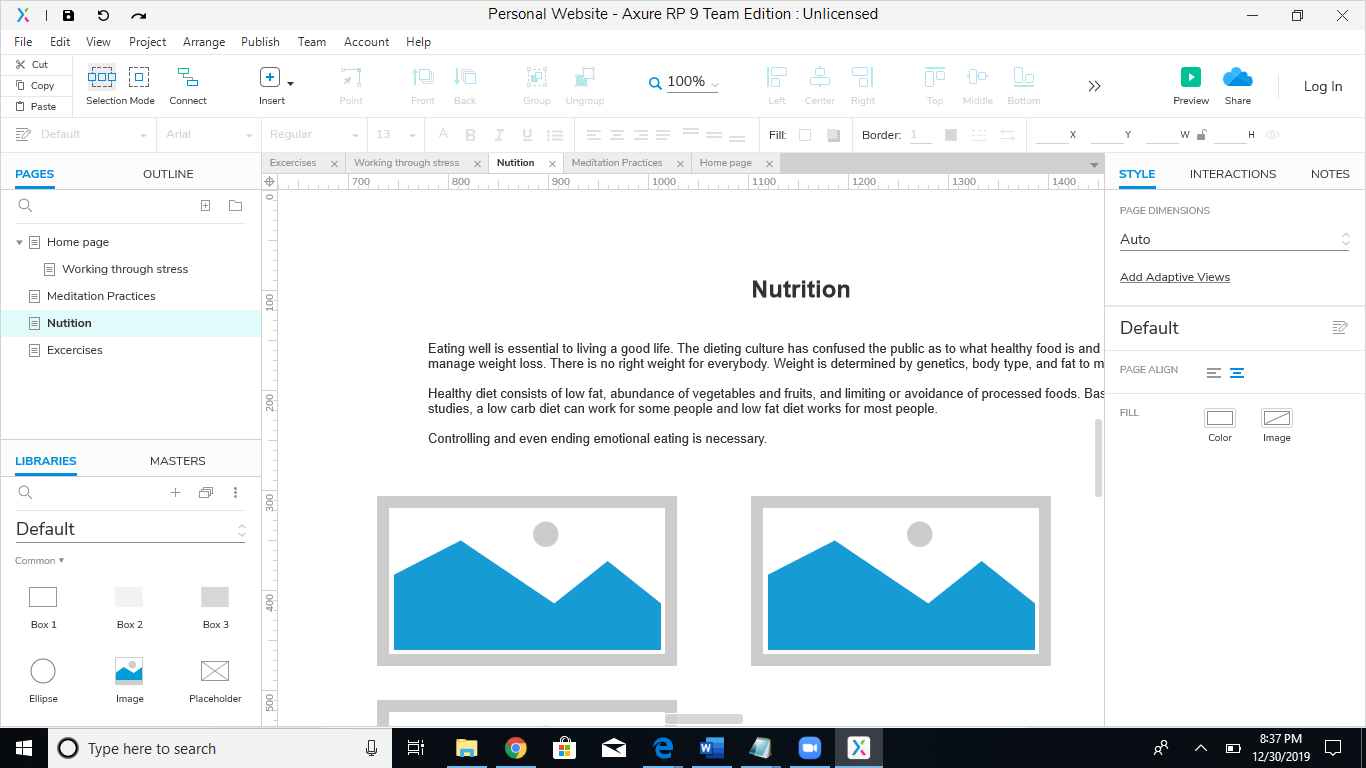 Personal Website - Axure RP 9 Team Edition : Unlicensed
File Edit View Project Arrange Publish Team Account Help
Cut
Copy
Paste
Selection Mode Connect Insert Point Front Back Group Ungroup 100% Left Center Right Top Middle Bottom Preview Share Log In
Default Arial Regular 13 Fill: Border: 1 X Y W H
PAGES OUTLINE
Home page
Working through stress
Meditation Practices
Nutition
Excercises
LIBRARIES MASTERS
Default
Common
Box 1 Box 2 Box 3
Ellipse Image Placeholder
Excercises Working through stress Nutition Meditation Practices Home page
700 800 900 1000 1100 1200 1300 1400
0
100
200
300
400
500
Nutrition
Eating well is essential to living a good life. The dieting culture has confused the public as to what healthy food is and
manage weight loss. There is no right weight for everybody. Weight is determined by genetics, body type, and fat to m
Healthy diet consists of low fat, abundance of vegetables and fruits, and limiting or avoidance of processed foods. Bas
studies, a low carb diet can work for some people and low fat diet works for most people.
Controlling and even ending emotional eating is necessary.
STYLE INTERACTIONS NOTES
PAGE DIMENSIONS
Auto
Add Adaptive Views
Default
PAGE ALIGN
FILL
Color Image
Type here to search
8:37 PM
12/30/2019